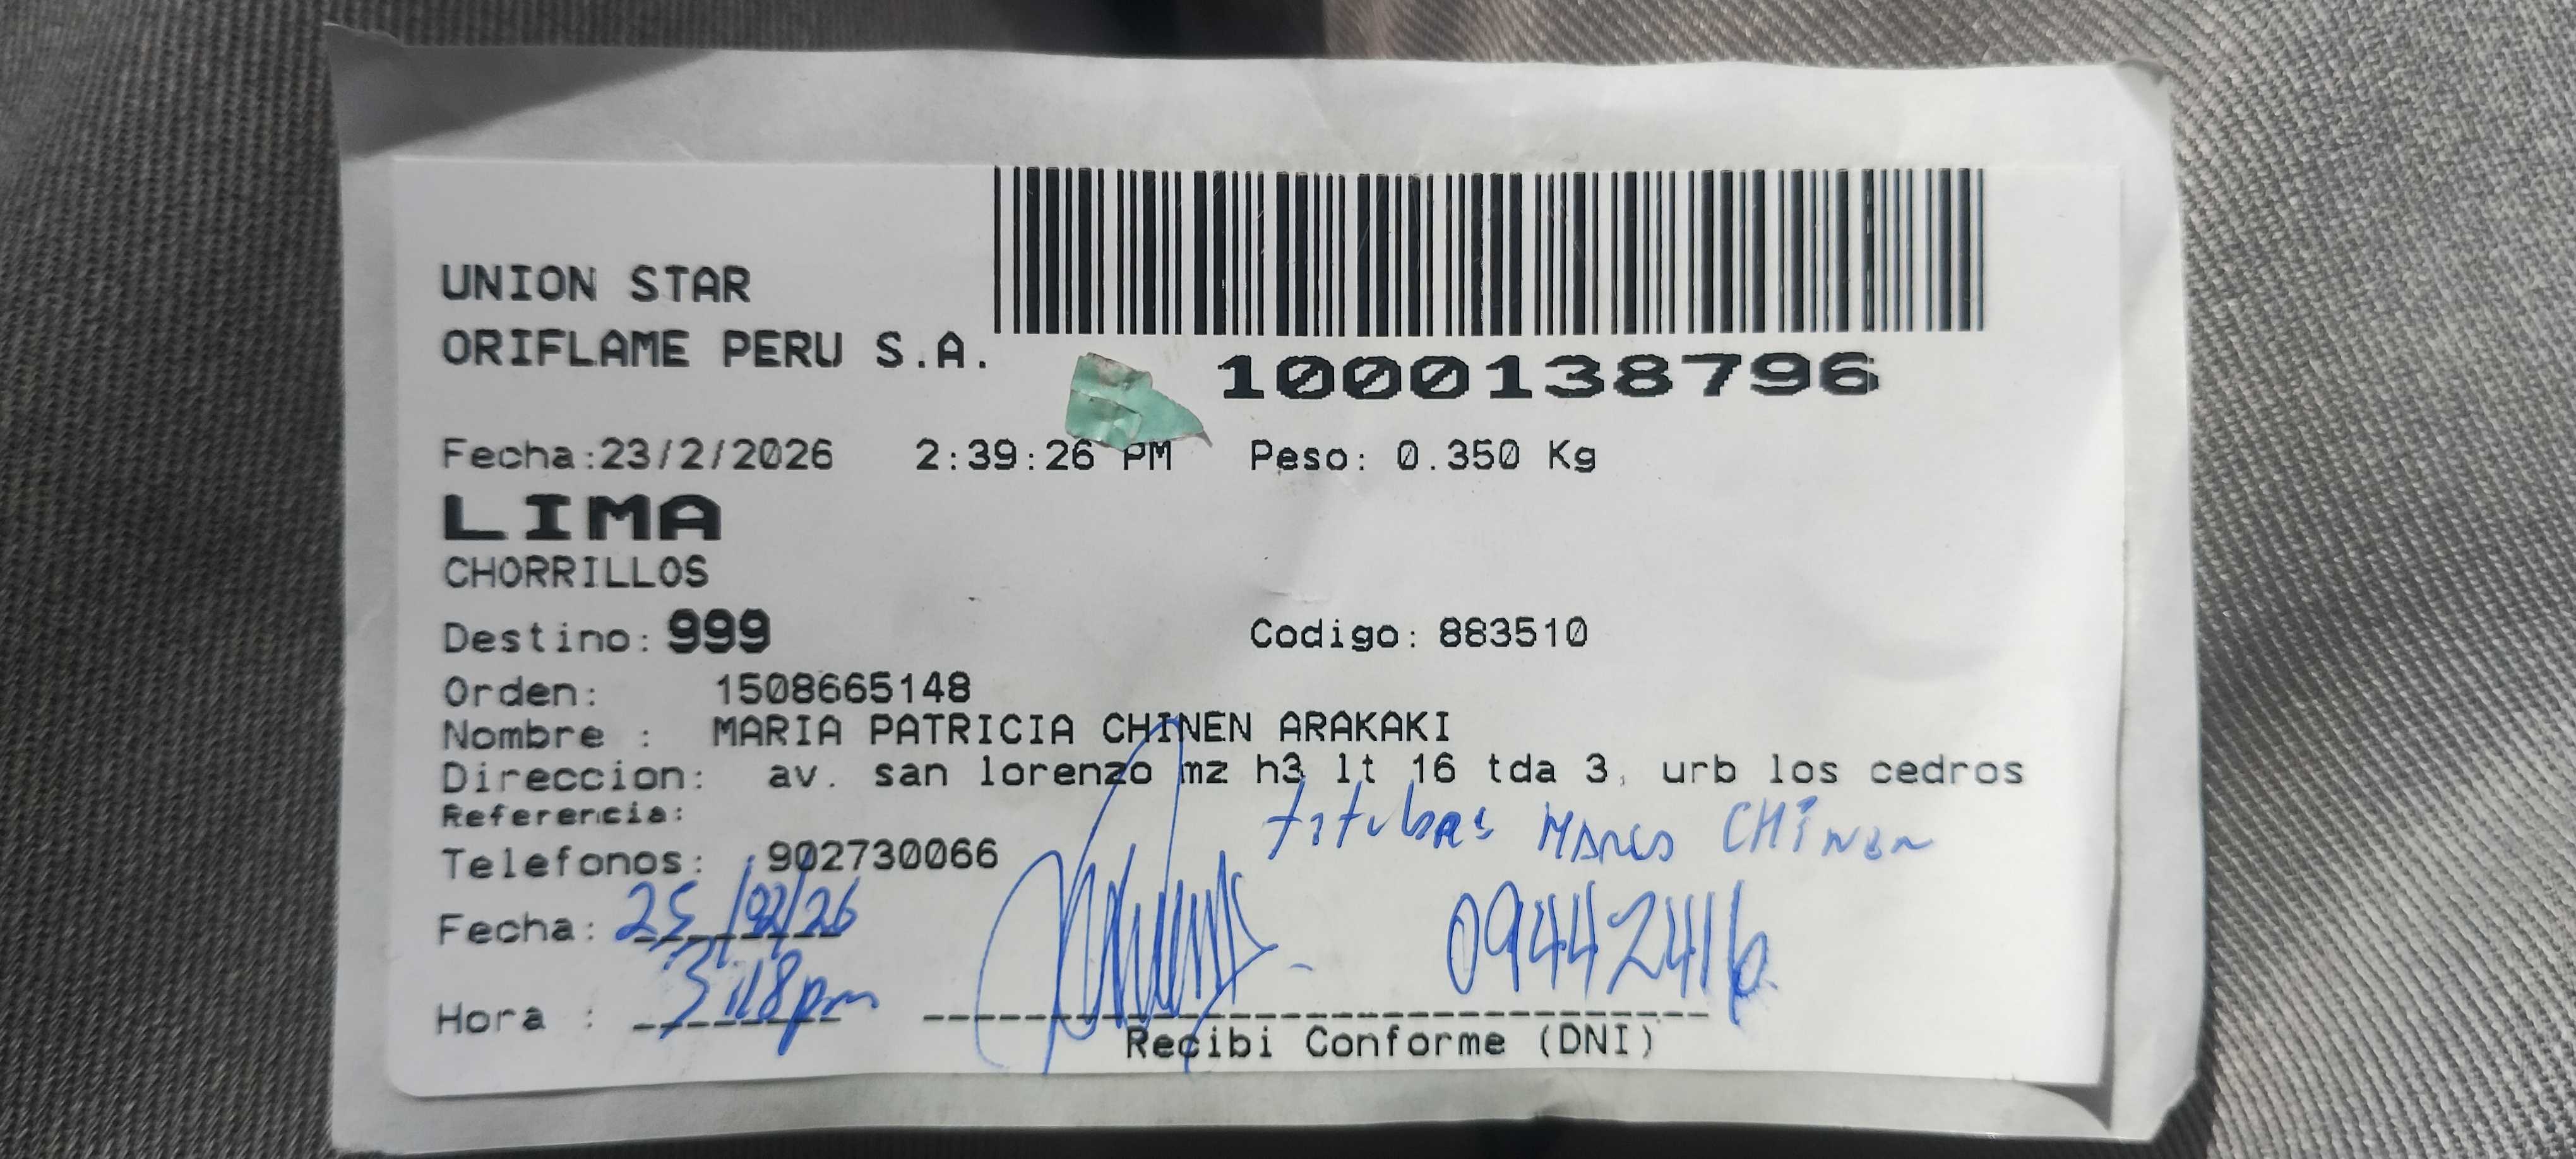 UNION STAR
ORIFLAME PERU S.A.
1000138796
Fecha:23/2/2026 2:39:26 PM Peso: 0.350 Kg
LIMA
CHORRILLOS
Destino: 999 Codigo: 883510
Orden: 1508665148
Nombre : MARIA PATRICIA CHINEN ARAKAKI
Direccion: av. san lorenzo mz h3 lt 16 tda 3, urb los cedros
Referencia:
CHINEN
Telefonos: 902730066
Fecha: 25/02/26
09442416
Hora : 3:18pm
Recibi Conforme (DNI)